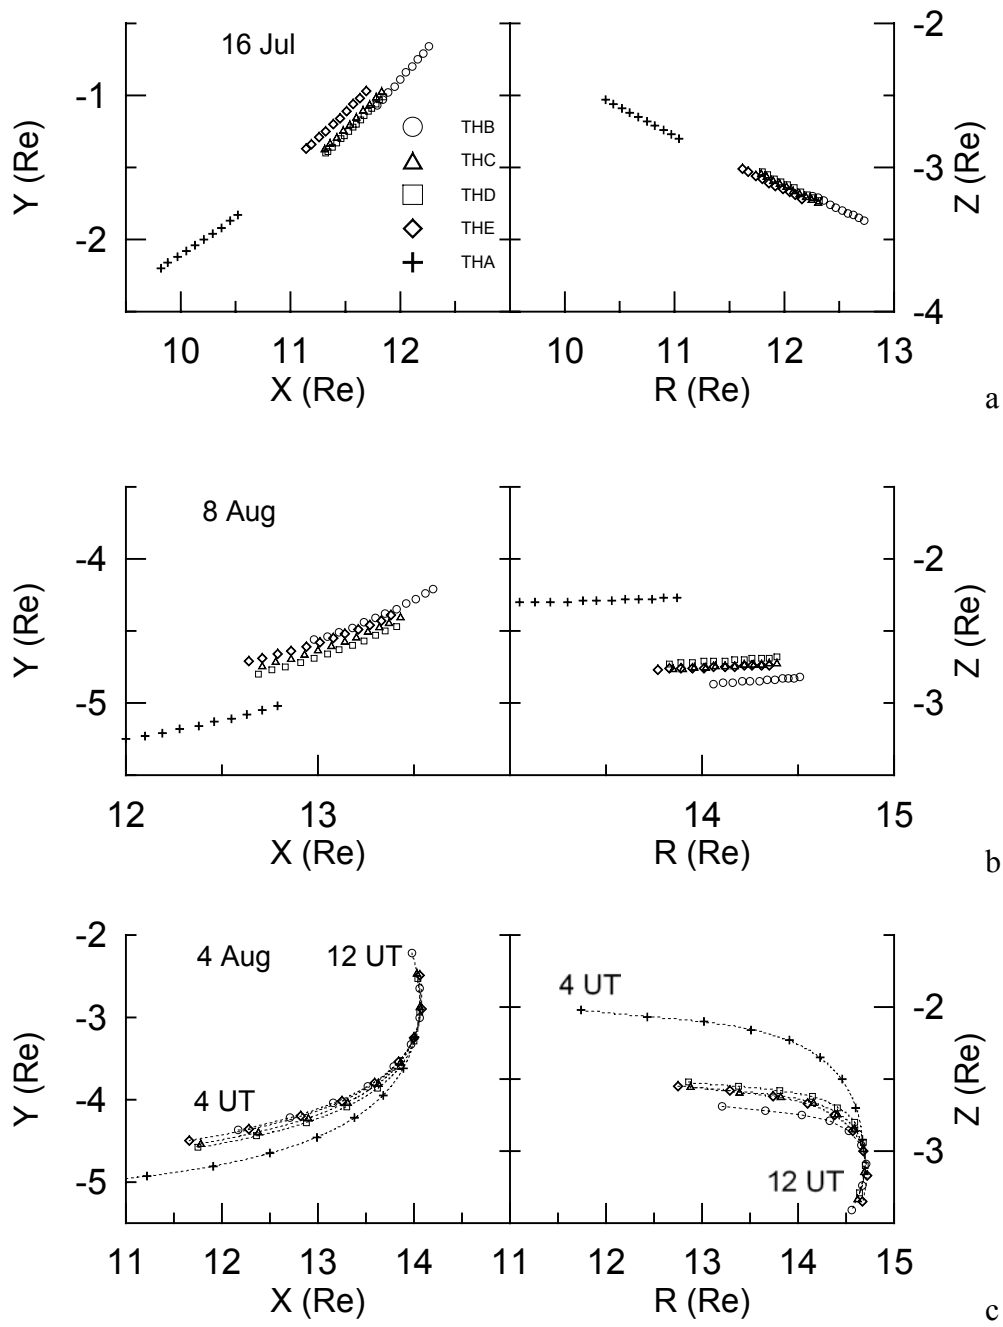 16 Jul
Y (Re)
-1
-2
THB
THC
THD
THE
THA
10
11
12
X (Re)
-2
-3
-4
Z (Re)
10
11
12
13
R (Re)
a
8 Aug
Y (Re)
-4
-5
12
13
X (Re)
-2
-3
Z (Re)
14
15
R (Re)
b
4 Aug
12 UT
4 UT
Y (Re)
-2
-3
-4
-5
11
12
13
14
X (Re)
4 UT
12 UT
-2
-3
Z (Re)
11
12
13
14
15
R (Re)
c